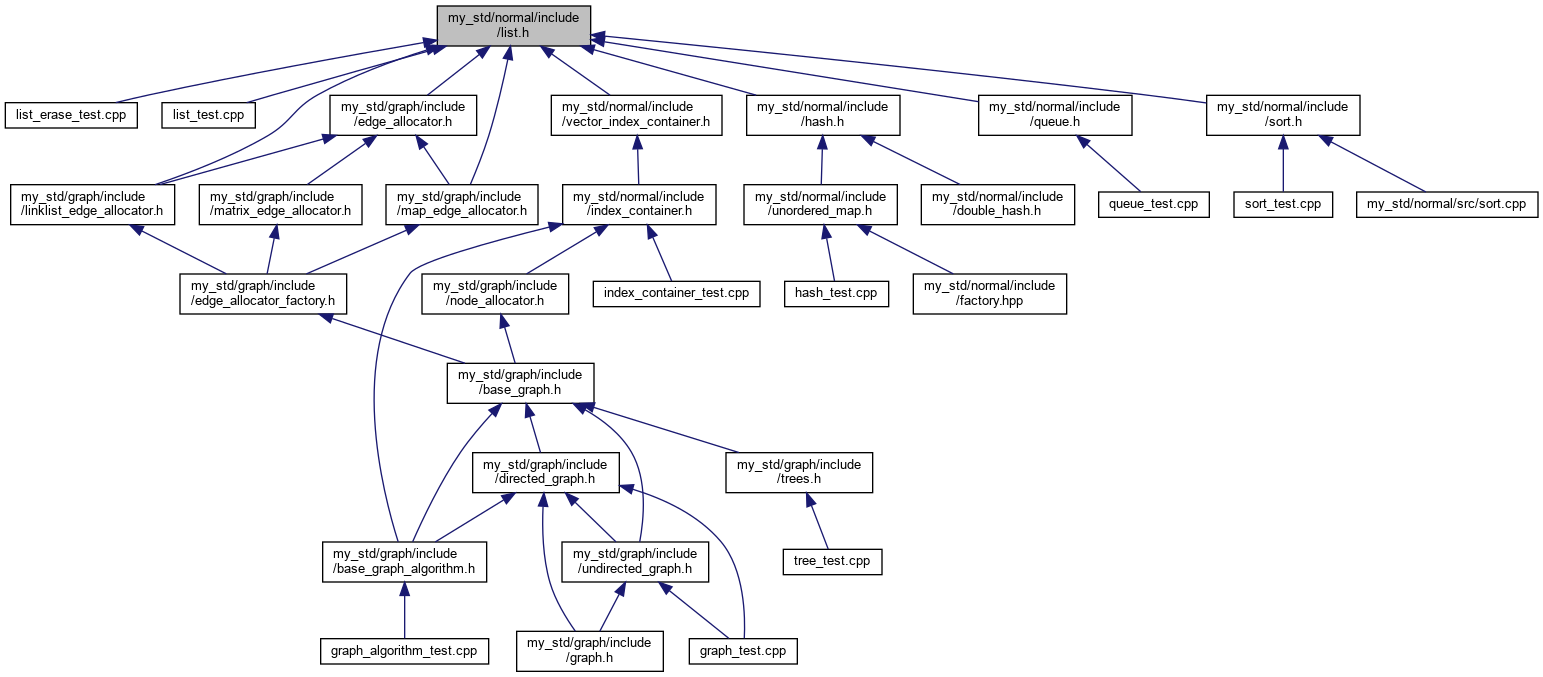 my_std/normal/include
/list.h
list_erase_test.cpp
list_test.cpp
my_std/graph/include
/edge_allocator.h
my_std/normal/include
/vector_index_container.h
my_std/normal/include
/hash.h
my_std/normal/include
/queue.h
my_std/normal/include
/sort.h
my_std/graph/include
/linklist_edge_allocator.h
my_std/graph/include
/matrix_edge_allocator.h
my_std/graph/include
/map_edge_allocator.h
my_std/normal/include
/index_container.h
my_std/normal/include
/unordered_map.h
my_std/normal/include
/double_hash.h
queue_test.cpp
sort_test.cpp
my_std/normal/src/sort.cpp
my_std/graph/include
/edge_allocator_factory.h
my_std/graph/include
/node_allocator.h
index_container_test.cpp
hash_test.cpp
my_std/normal/include
/factory.hpp
my_std/graph/include
/base_graph.h
my_std/graph/include
/directed_graph.h
my_std/graph/include
/trees.h
my_std/graph/include
/base_graph_algorithm.h
my_std/graph/include
/undirected_graph.h
tree_test.cpp
graph_algorithm_test.cpp
my_std/graph/include
/graph.h
graph_test.cpp